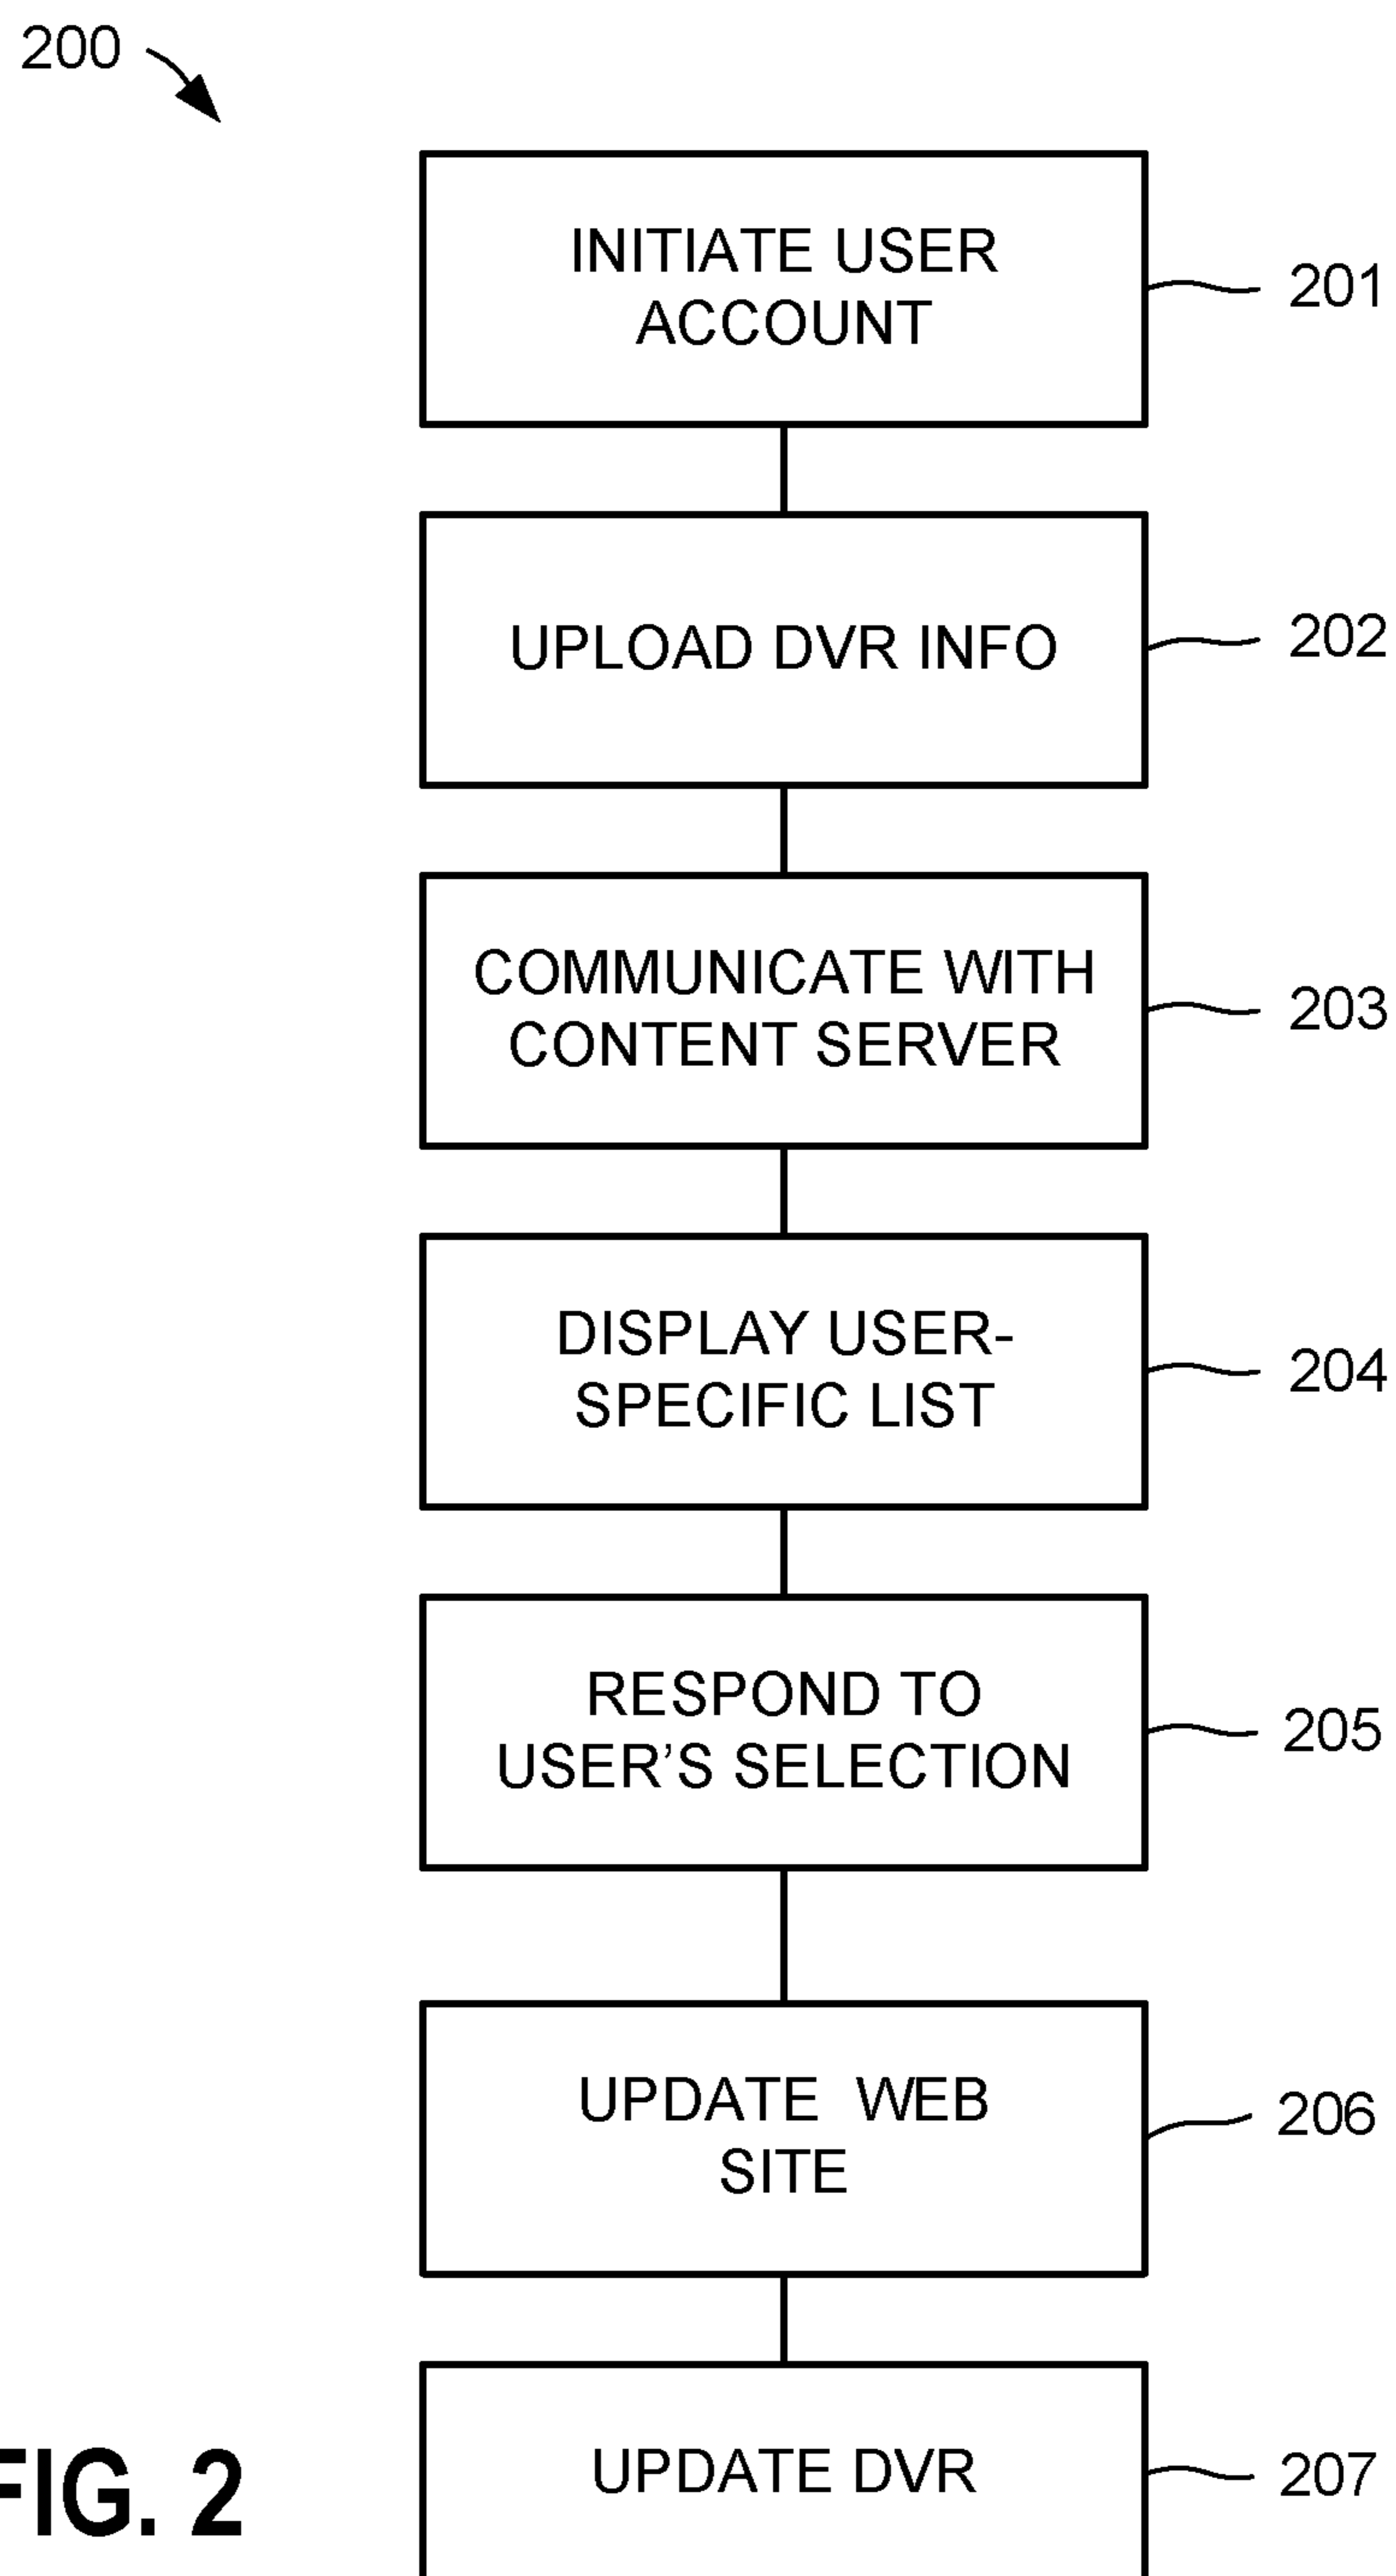 200
INITIATE USER
ACCOUNT
201
UPLOAD DVR INFO
202
COMMUNICATE WITH
CONTENT SERVER
203
DISPLAY USER-
SPECIFIC LIST
204
RESPOND TO
USER’S SELECTION
205
UPDATE WEB
SITE
206
UPDATE DVR
207
FIG. 2